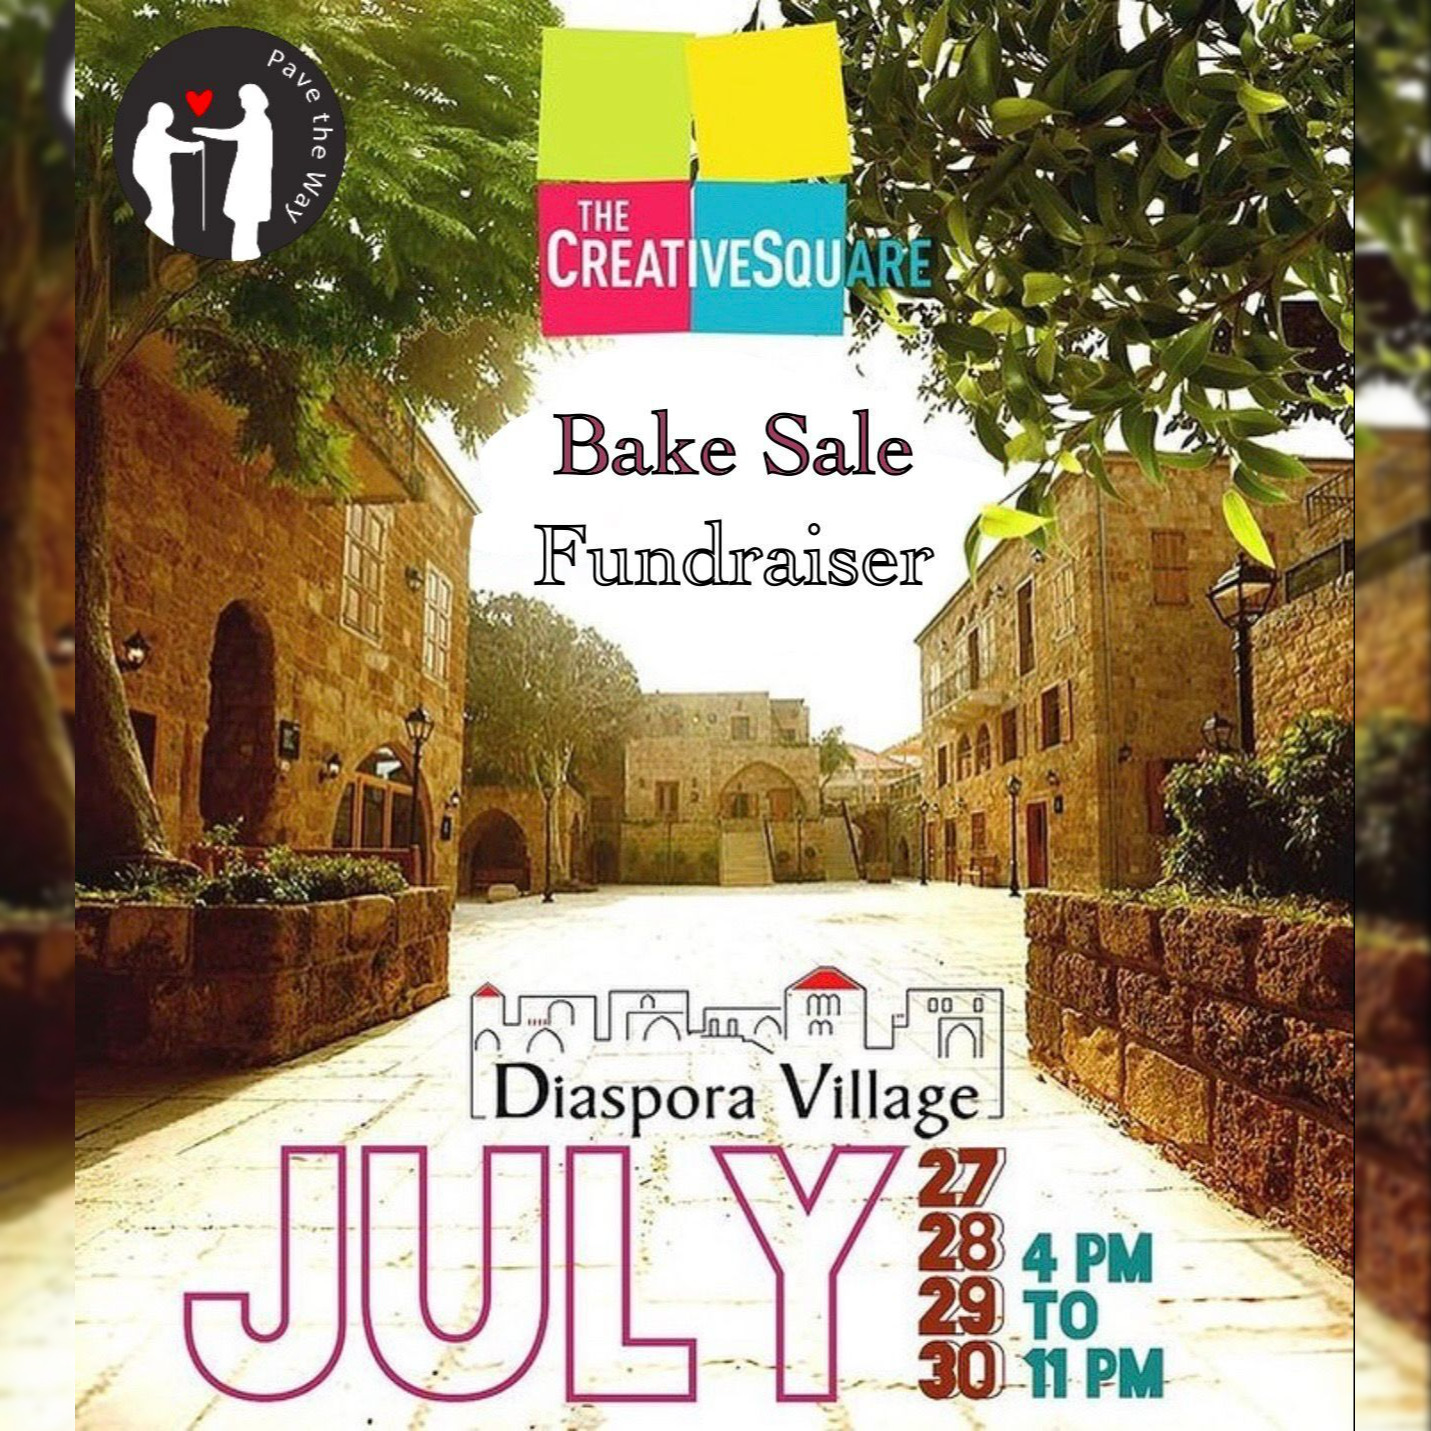 Pave the Way
THE
CREATIVESQUARE
Bake Sale
Fundraiser
Diaspora Village
JULY
27
28
29
30
4 PM
TO
11 PM